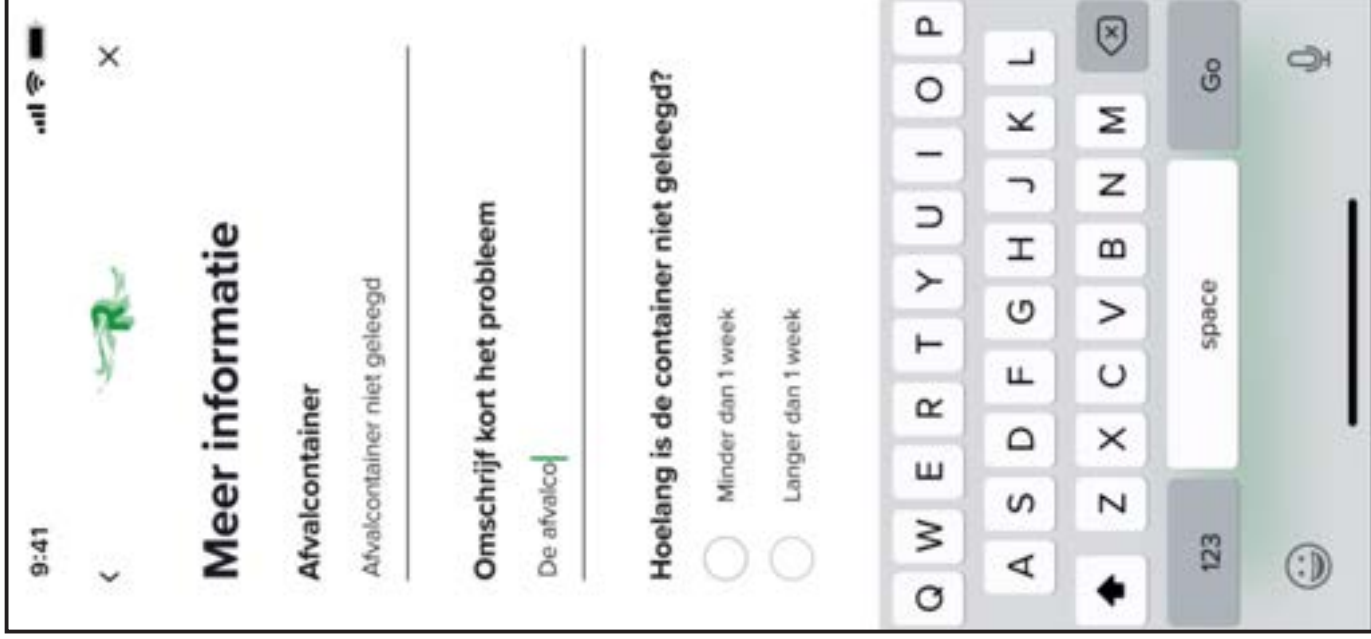 9:41
R
Meer informatie
Afvalcontainer
Afvalcontainer niet geleegd
Omschrijf kort het probleem
De afvalco
Hoelang is de container niet geleegd?
Minder dan 1 week
Langer dan 1 week
Q W E R T Y U I O P
A S D F G H J K L
Z X C V B N M
123 space Go